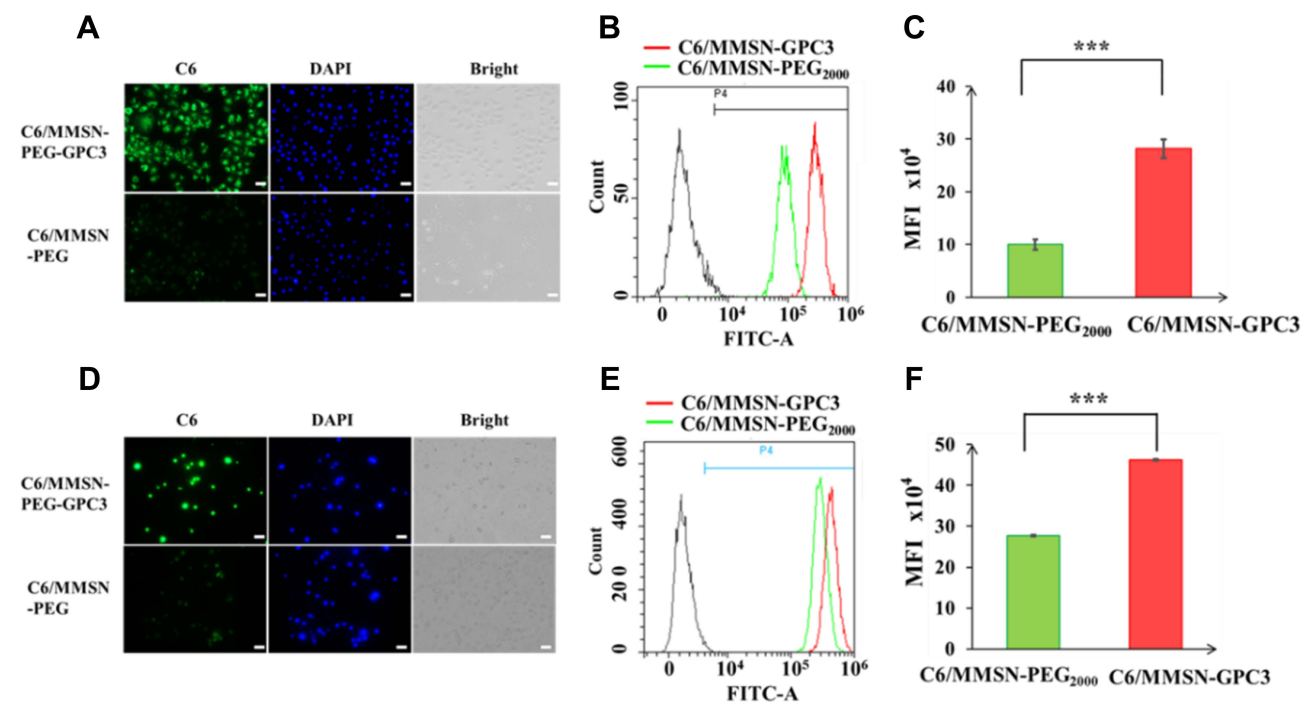 A
C6 DAPI Bright
C6/MMSN-
PEG-GPC3
C6/MMSN
-PEG
B
C6/MMSN-GPC3
C6/MMSN-PEG2000
P4
100
50
0
Count
0 10^4 10^5 10^6
FITC-A
C
***
40
30
20
10
0
MFI x10^4
C6/MMSN-PEG2000 C6/MMSN-GPC3
D
C6 DAPI Bright
C6/MMSN-
PEG-GPC3
C6/MMSN
-PEG
E
C6/MMSN-GPC3
C6/MMSN-PEG2000
P4
600
400
20 0
0
Count
0 10^4 10^5 10^6
FITC-A
F
***
50
40
30
20
10
0
MFI x10^4
C6/MMSN-PEG2000 C6/MMSN-GPC3